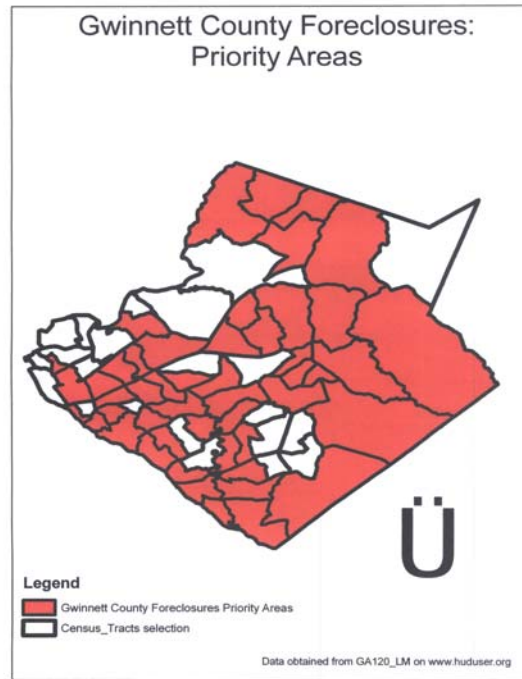 Gwinnett County Foreclosures:
Priority Areas
Ü
Legend
Gwinnett County Foreclosures Priority Areas
Census_Tracts selection
Data obtained from GA120_LM on www.huduser.org